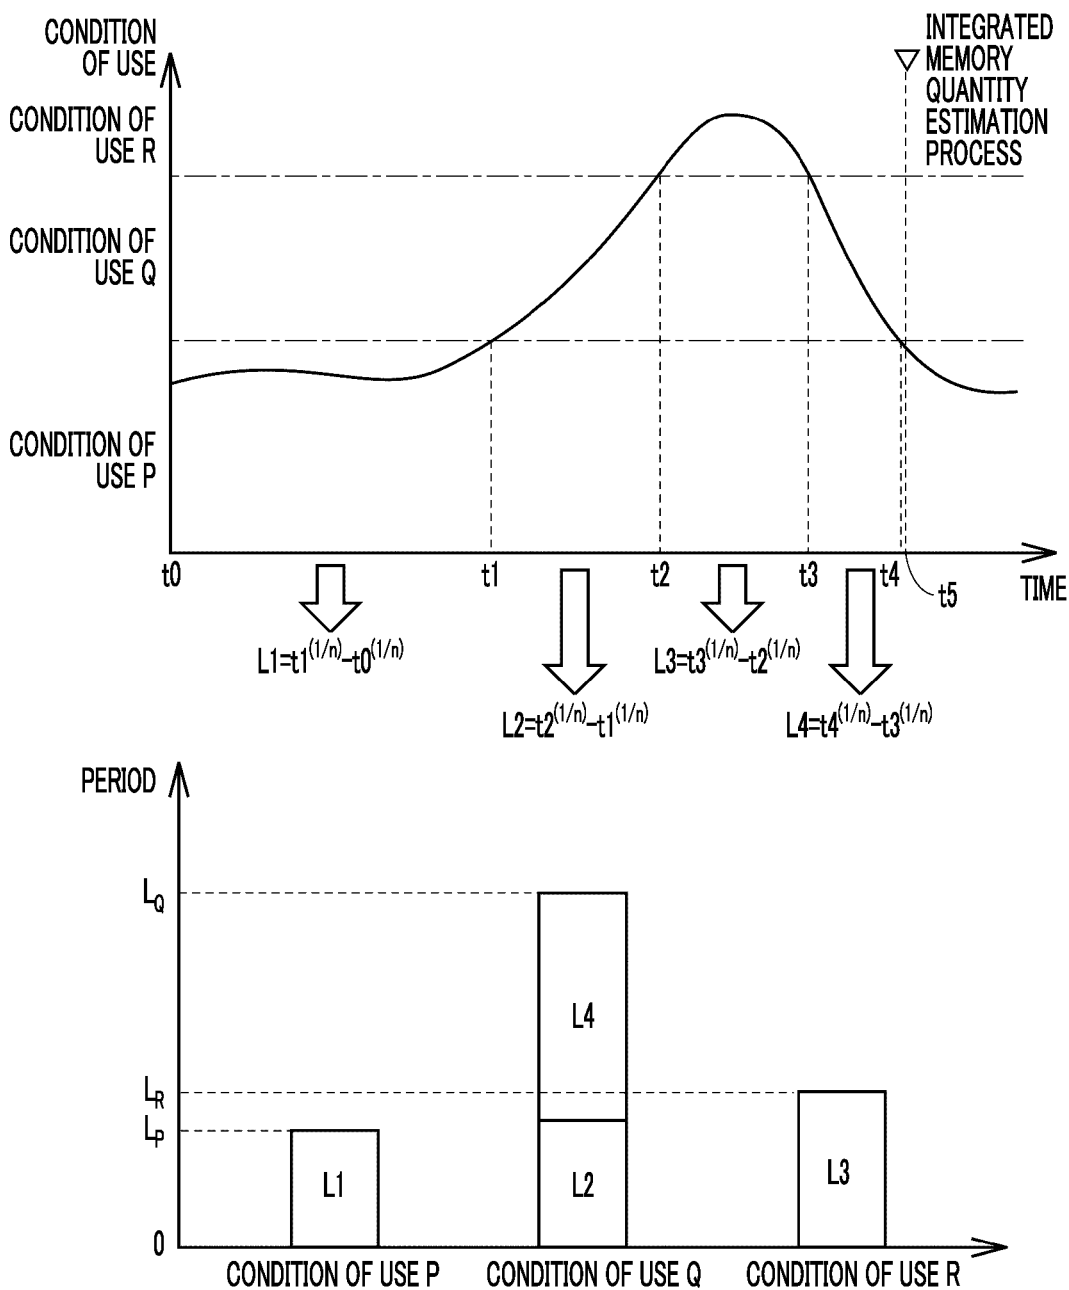 CONDITION
OF USE
INTEGRATED
MEMORY
QUANTITY
ESTIMATION
PROCESS
CONDITION OF
USE R
CONDITION OF
USE Q
CONDITION OF
USE P
t0
t1
t2
t3
t4
t5
TIME
L1=t1^(1/n)-t0^(1/n)
L3=t3^(1/n)-t2^(1/n)
L2=t2^(1/n)-t1^(1/n)
L4=t4^(1/n)-t3^(1/n)
PERIOD
L_Q
L4
L_R
L_P
L1
L2
L3
0
CONDITION OF USE P
CONDITION OF USE Q
CONDITION OF USE R